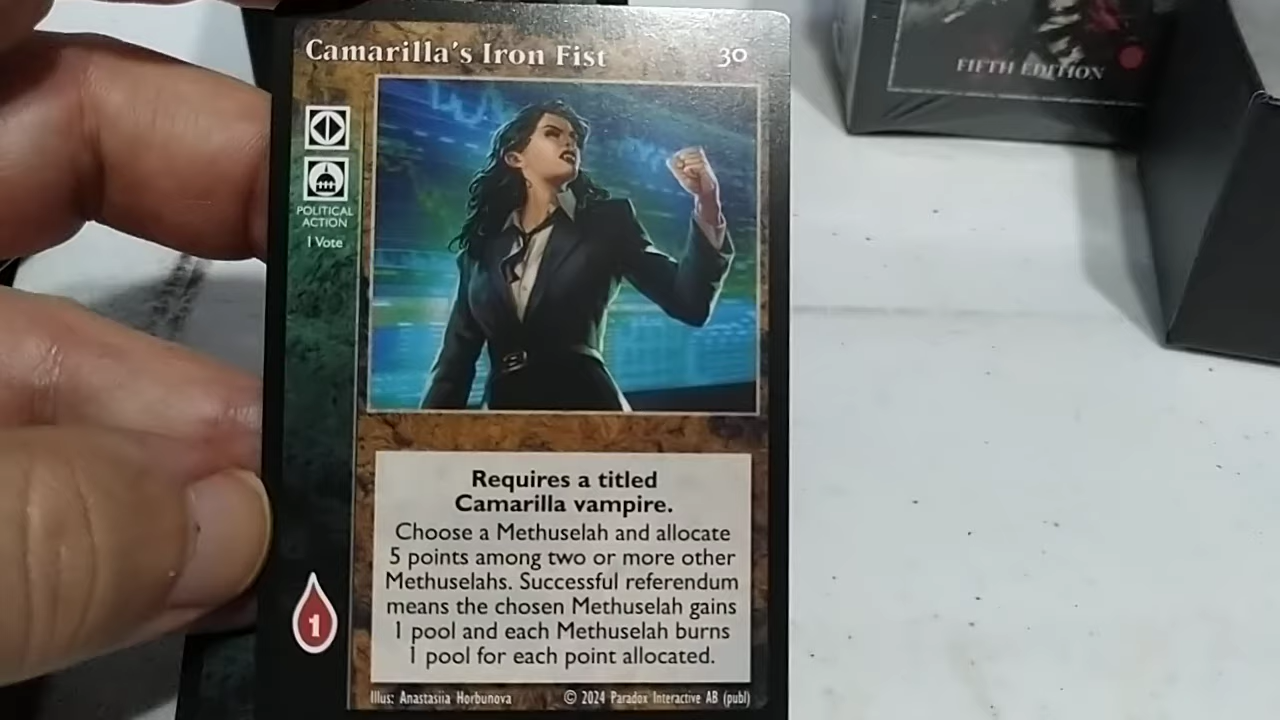 Camarilla's Iron Fist 30
FIFTH EDITION
POLITICAL
ACTION
1 Vote
Requires a titled
Camarilla vampire.
Choose a Methuselah and allocate
5 points among two or more other
Methuselahs. Successful referendum
means the chosen Methuselah gains
1 pool and each Methuselah burns
1 pool for each point allocated.
1
Illus: Anastasiia Horbunova © 2024 Paradox Interactive AB (publ)